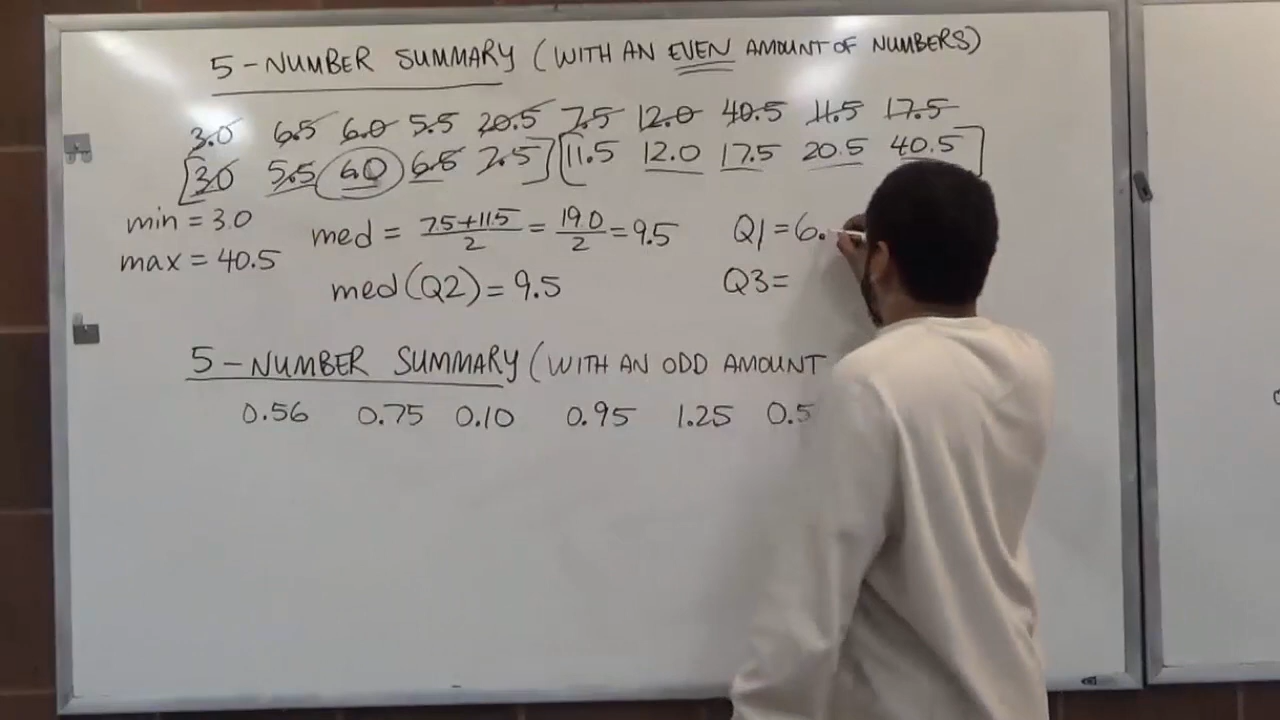 5-NUMBER SUMMARY (WITH AN EVEN AMOUNT OF NUMBERS)
3.0 6.5 6.0 5.5 20.5 7.5 12.0 40.5 11.5 17.5
[3.0 5.5 6.0 6.5 7.5] [11.5 12.0 17.5 20.5 40.5]
min = 3.0
max = 40.5
med = 7.5+11.5/2 = 19.0/2 = 9.5
med(Q2) = 9.5
Q1 = 6.
Q3 =
5-NUMBER SUMMARY (WITH AN ODD AMOUNT
0.56 0.75 0.10 0.95 1.25 0.5